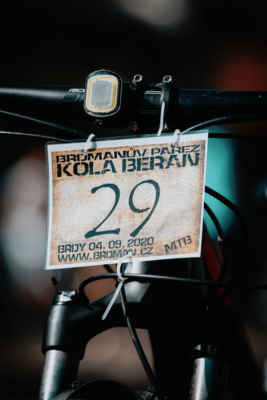 BRDMANŮV PAŘEZ
KOLA BERAN
29
BRDY 04. 09. 2020
WWW.BRDMAN.CZ
MTB